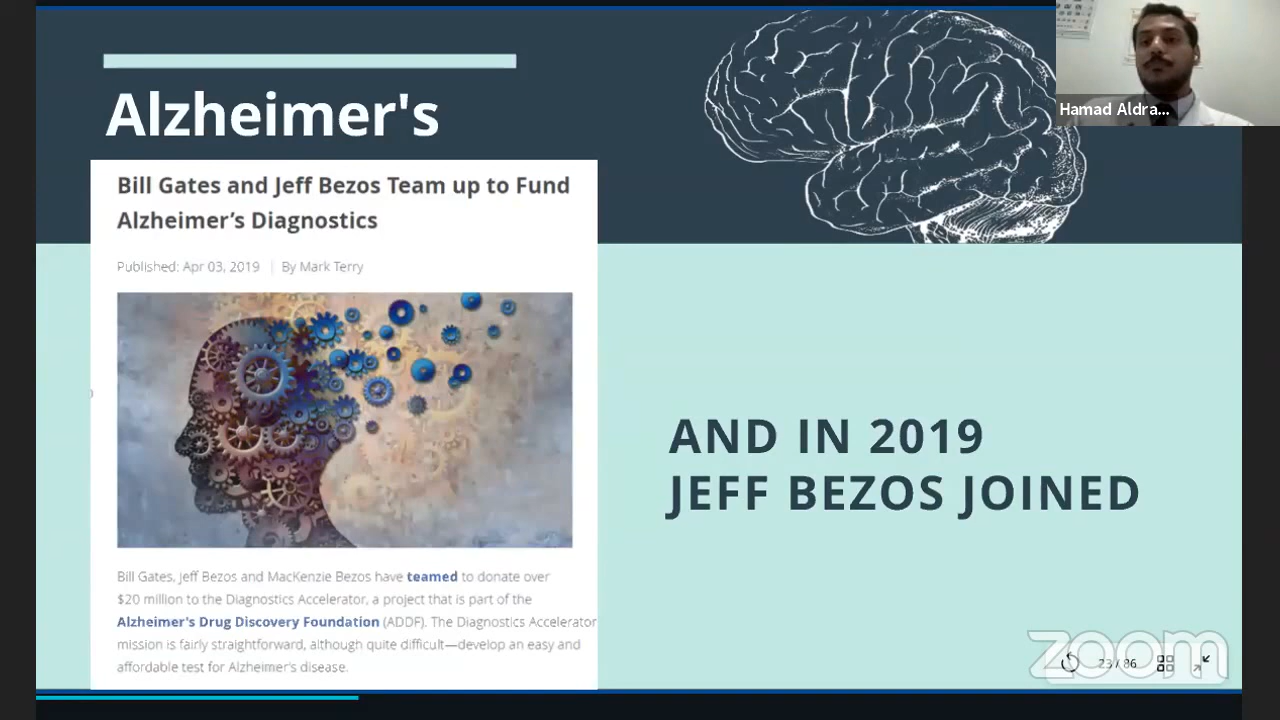 Alzheimer's
Hamad Aldra...
Bill Gates and Jeff Bezos Team up to Fund
Alzheimer's Diagnostics
Published: Apr 03, 2019 | By Mark Terry
AND IN 2019
JEFF BEZOS JOINED
Bill Gates, Jeff Bezos and MacKenzie Bezos have teamed to donate over
$20 million to the Diagnostics Accelerator, a project that is part of the
Alzheimer's Drug Discovery Foundation (ADDF). The Diagnostics Accelerator
mission is fairly straightforward, although quite difficult—develop an easy and
affordable test for Alzheimer's disease.
zoom
23 / 86